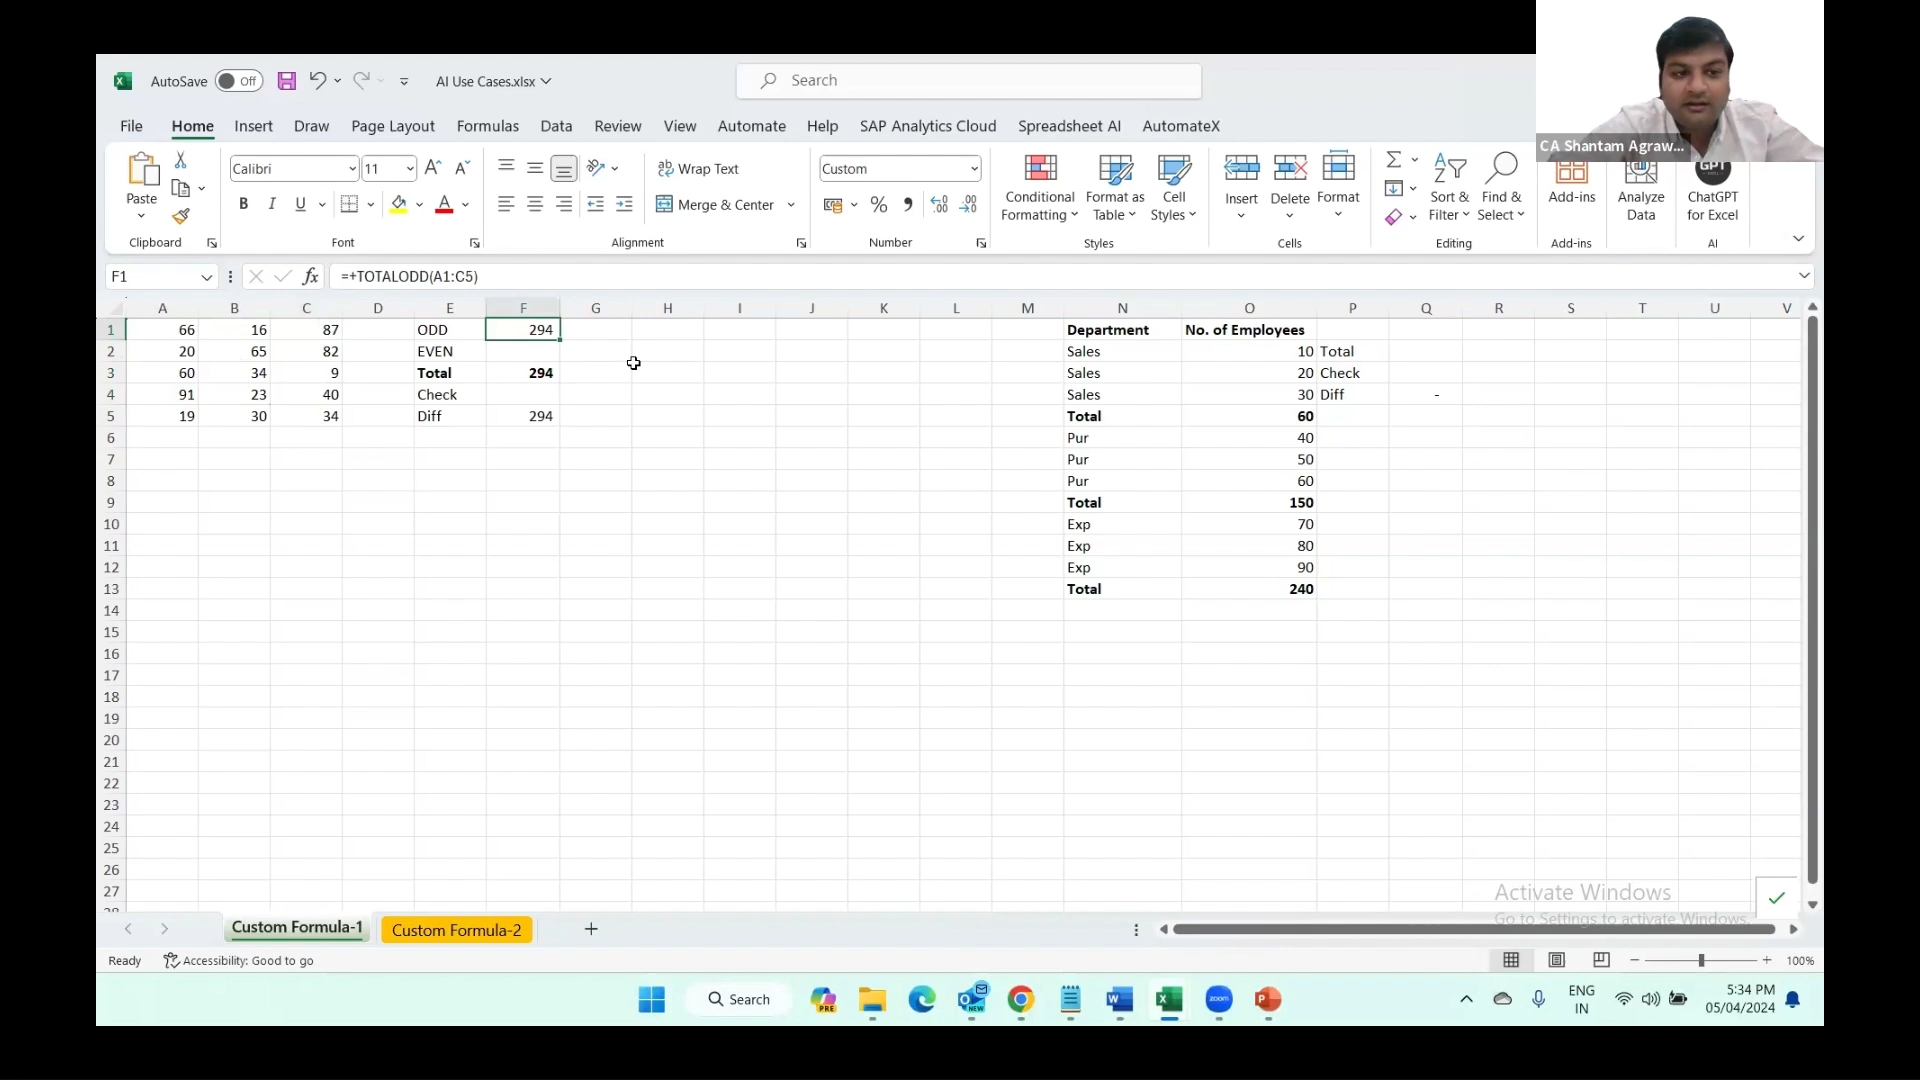 AutoSave Off AI Use Cases.xlsx Search
CA Shantam Agraw...
File Home Insert Draw Page Layout Formulas Data Review View Automate Help SAP Analytics Cloud Spreadsheet AI AutomateX
Calibri 11 Wrap Text Custom
Paste B I U Merge & Center % Conditional Formatting Format as Table Cell Styles Insert Delete Format Sort & Filter Find & Select Add-ins Analyze Data ChatGPT for Excel
Clipboard Font Alignment Number Styles Cells Editing Add-ins AI
F1 fx =+TOTALODD(A1:C5)
A B C D E F G H I J K L M N O P Q R S T U V
1 66 16 87 ODD 294 Department No. of Employees
2 20 65 82 EVEN Sales 10 Total
3 60 34 9 Total 294 Sales 20 Check
4 91 23 40 Check Sales 30 Diff -
5 19 30 34 Diff 294 Total 60
6 Pur 40
7 Pur 50
8 Pur 60
9 Total 150
10 Exp 70
11 Exp 80
12 Exp 90
13 Total 240
14
15
16
17
18
19
20
21
22
23
24
25
26
27
Activate Windows
Go to Settings to activate Windows.
Custom Formula-1 Custom Formula-2
Ready Accessibility: Good to go 100%
Search PRE NEW zoom ENG IN 5:34 PM 05/04/2024